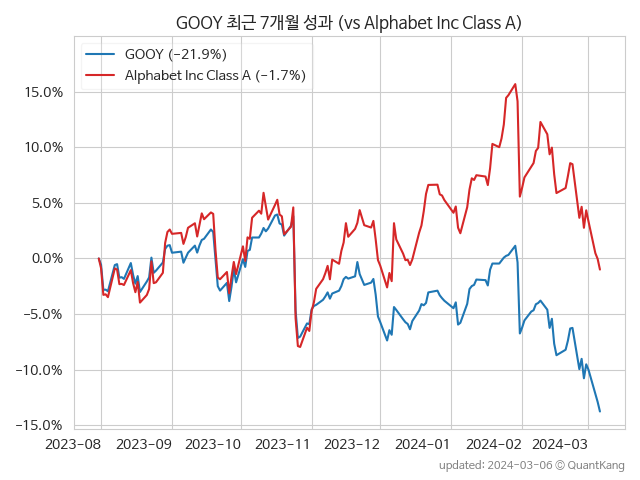 GOOY 최근 7개월 성과 (vs Alphabet Inc Class A)
GOOY (−21.9%)
Alphabet Inc Class A (−1.7%)
15.0%
10.0%
5.0%
0.0%
−5.0%
−10.0%
−15.0%
2023−08 2023−09 2023−10 2023−11 2023−12 2024−01 2024−02 2024−03
updated: 2024−03−06 © QuantKang